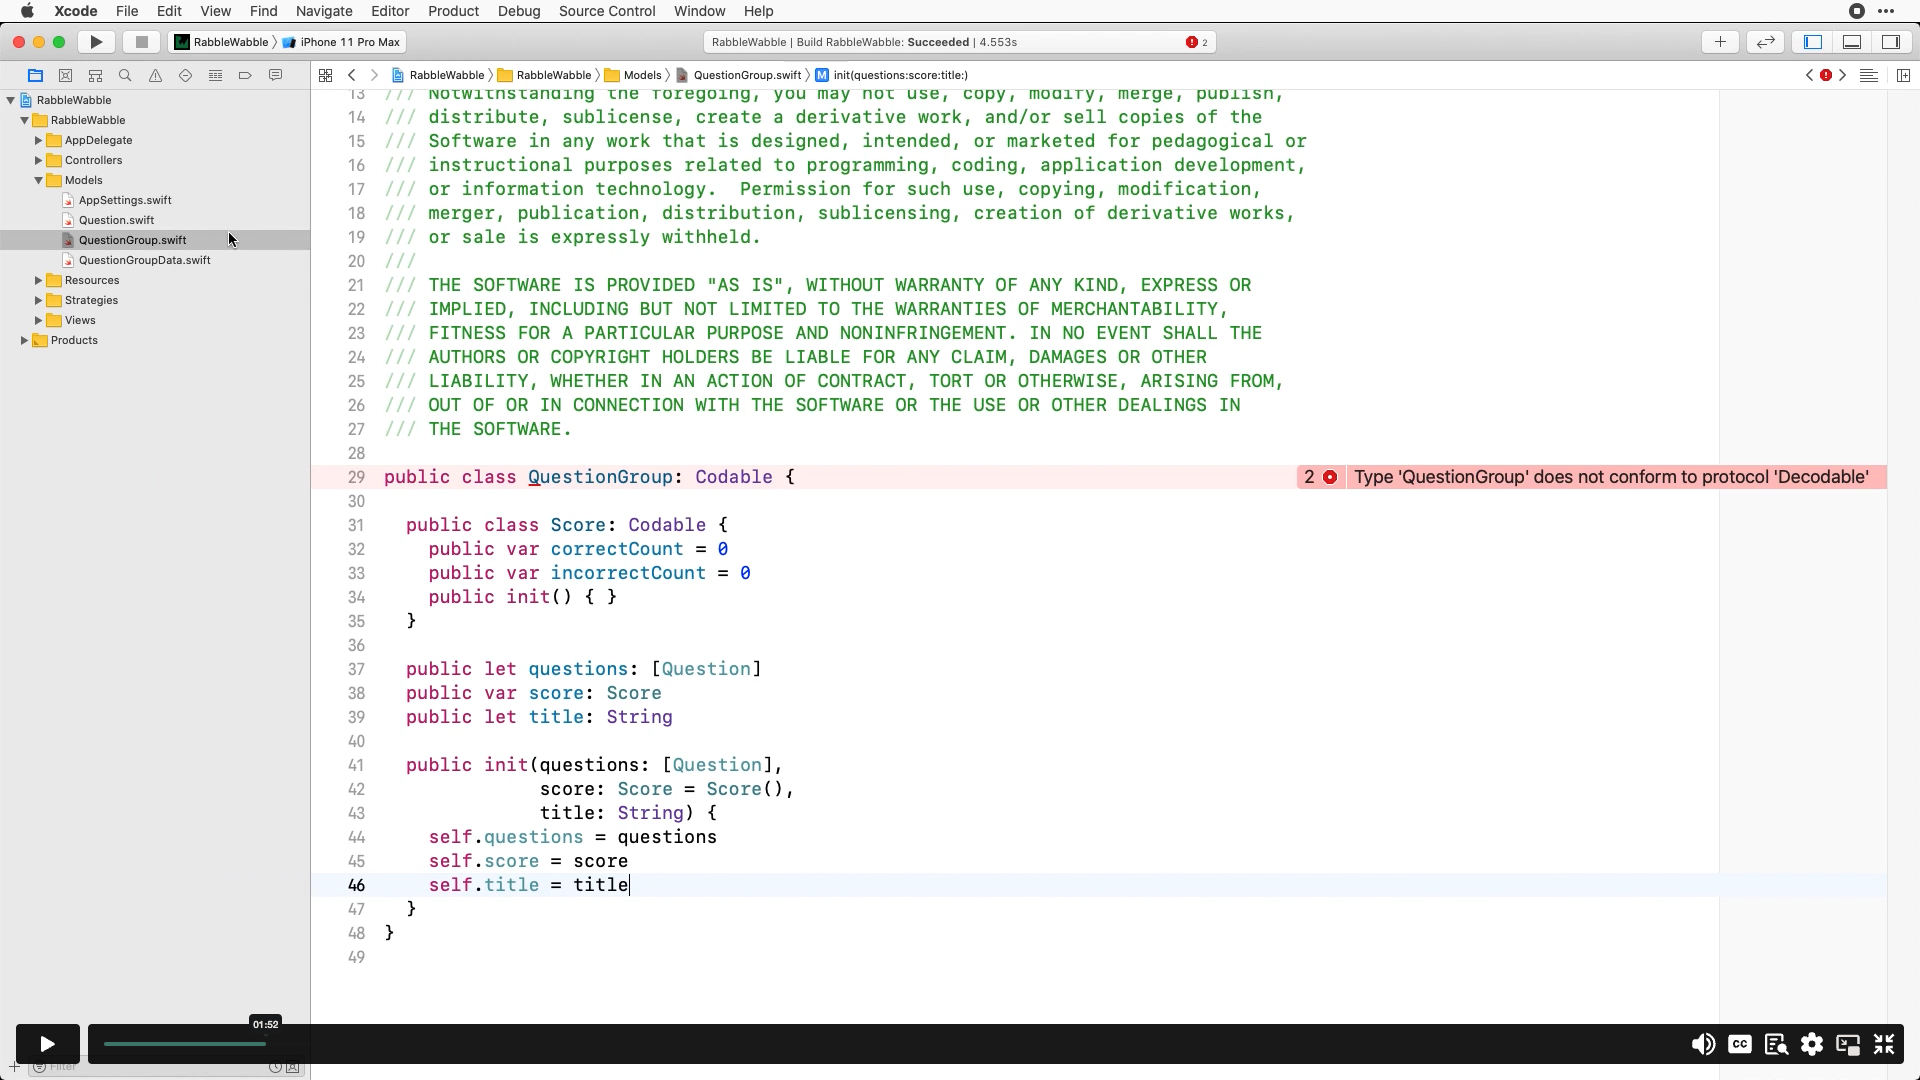 Xcode File Edit View Find Navigate Editor Product Debug Source Control Window Help
RabbleWabble iPhone 11 Pro Max
RabbleWabble | Build RabbleWabble: Succeeded | 4.553s
2
RabbleWabble RabbleWabble Models QuestionGroup.swift M init(questions:score:title:)
RabbleWabble
RabbleWabble
AppDelegate
Controllers
Models
AppSettings.swift
Question.swift
QuestionGroup.swift
QuestionGroupData.swift
Resources
Strategies
Views
Products
13 /// Notwithstanding the foregoing, you may not use, copy, modify, merge, publish,
14 /// distribute, sublicense, create a derivative work, and/or sell copies of the
15 /// Software in any work that is designed, intended, or marketed for pedagogical or
16 /// instructional purposes related to programming, coding, application development,
17 /// or information technology.  Permission for such use, copying, modification,
18 /// merger, publication, distribution, sublicensing, creation of derivative works,
19 /// or sale is expressly withheld.
20 ///
21 /// THE SOFTWARE IS PROVIDED "AS IS", WITHOUT WARRANTY OF ANY KIND, EXPRESS OR
22 /// IMPLIED, INCLUDING BUT NOT LIMITED TO THE WARRANTIES OF MERCHANTABILITY,
23 /// FITNESS FOR A PARTICULAR PURPOSE AND NONINFRINGEMENT. IN NO EVENT SHALL THE
24 /// AUTHORS OR COPYRIGHT HOLDERS BE LIABLE FOR ANY CLAIM, DAMAGES OR OTHER
25 /// LIABILITY, WHETHER IN AN ACTION OF CONTRACT, TORT OR OTHERWISE, ARISING FROM,
26 /// OUT OF OR IN CONNECTION WITH THE SOFTWARE OR THE USE OR OTHER DEALINGS IN
27 /// THE SOFTWARE.
28
29 public class QuestionGroup: Codable {
2 Type 'QuestionGroup' does not conform to protocol 'Decodable'
30
31 public class Score: Codable {
32 public var correctCount = 0
33 public var incorrectCount = 0
34 public init() { }
35 }
36
37 public let questions: [Question]
38 public var score: Score
39 public let title: String
40
41 public init(questions: [Question],
42 score: Score = Score(),
43 title: String) {
44 self.questions = questions
45 self.score = score
46 self.title = title
47 }
48 }
49
01:52
CC
Filter